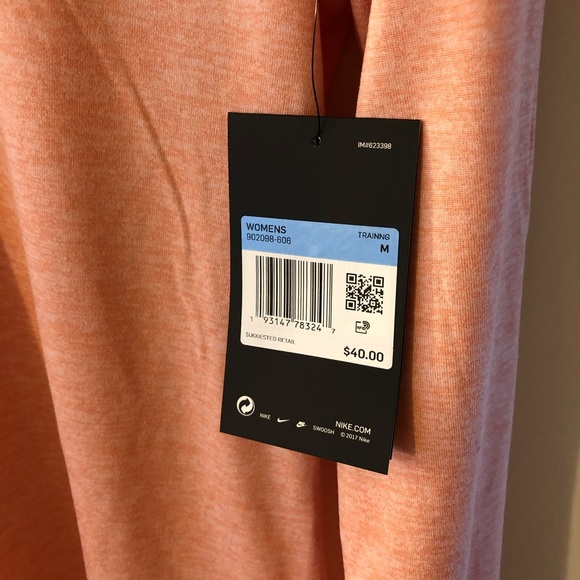 IM#623398
WOMENS TRAINNG
902098-606 M
1 93147 78324 7
SUGGESTED RETAIL
$40.00
NIKE SWOOSH NIKE.COM
© 2017 Nike